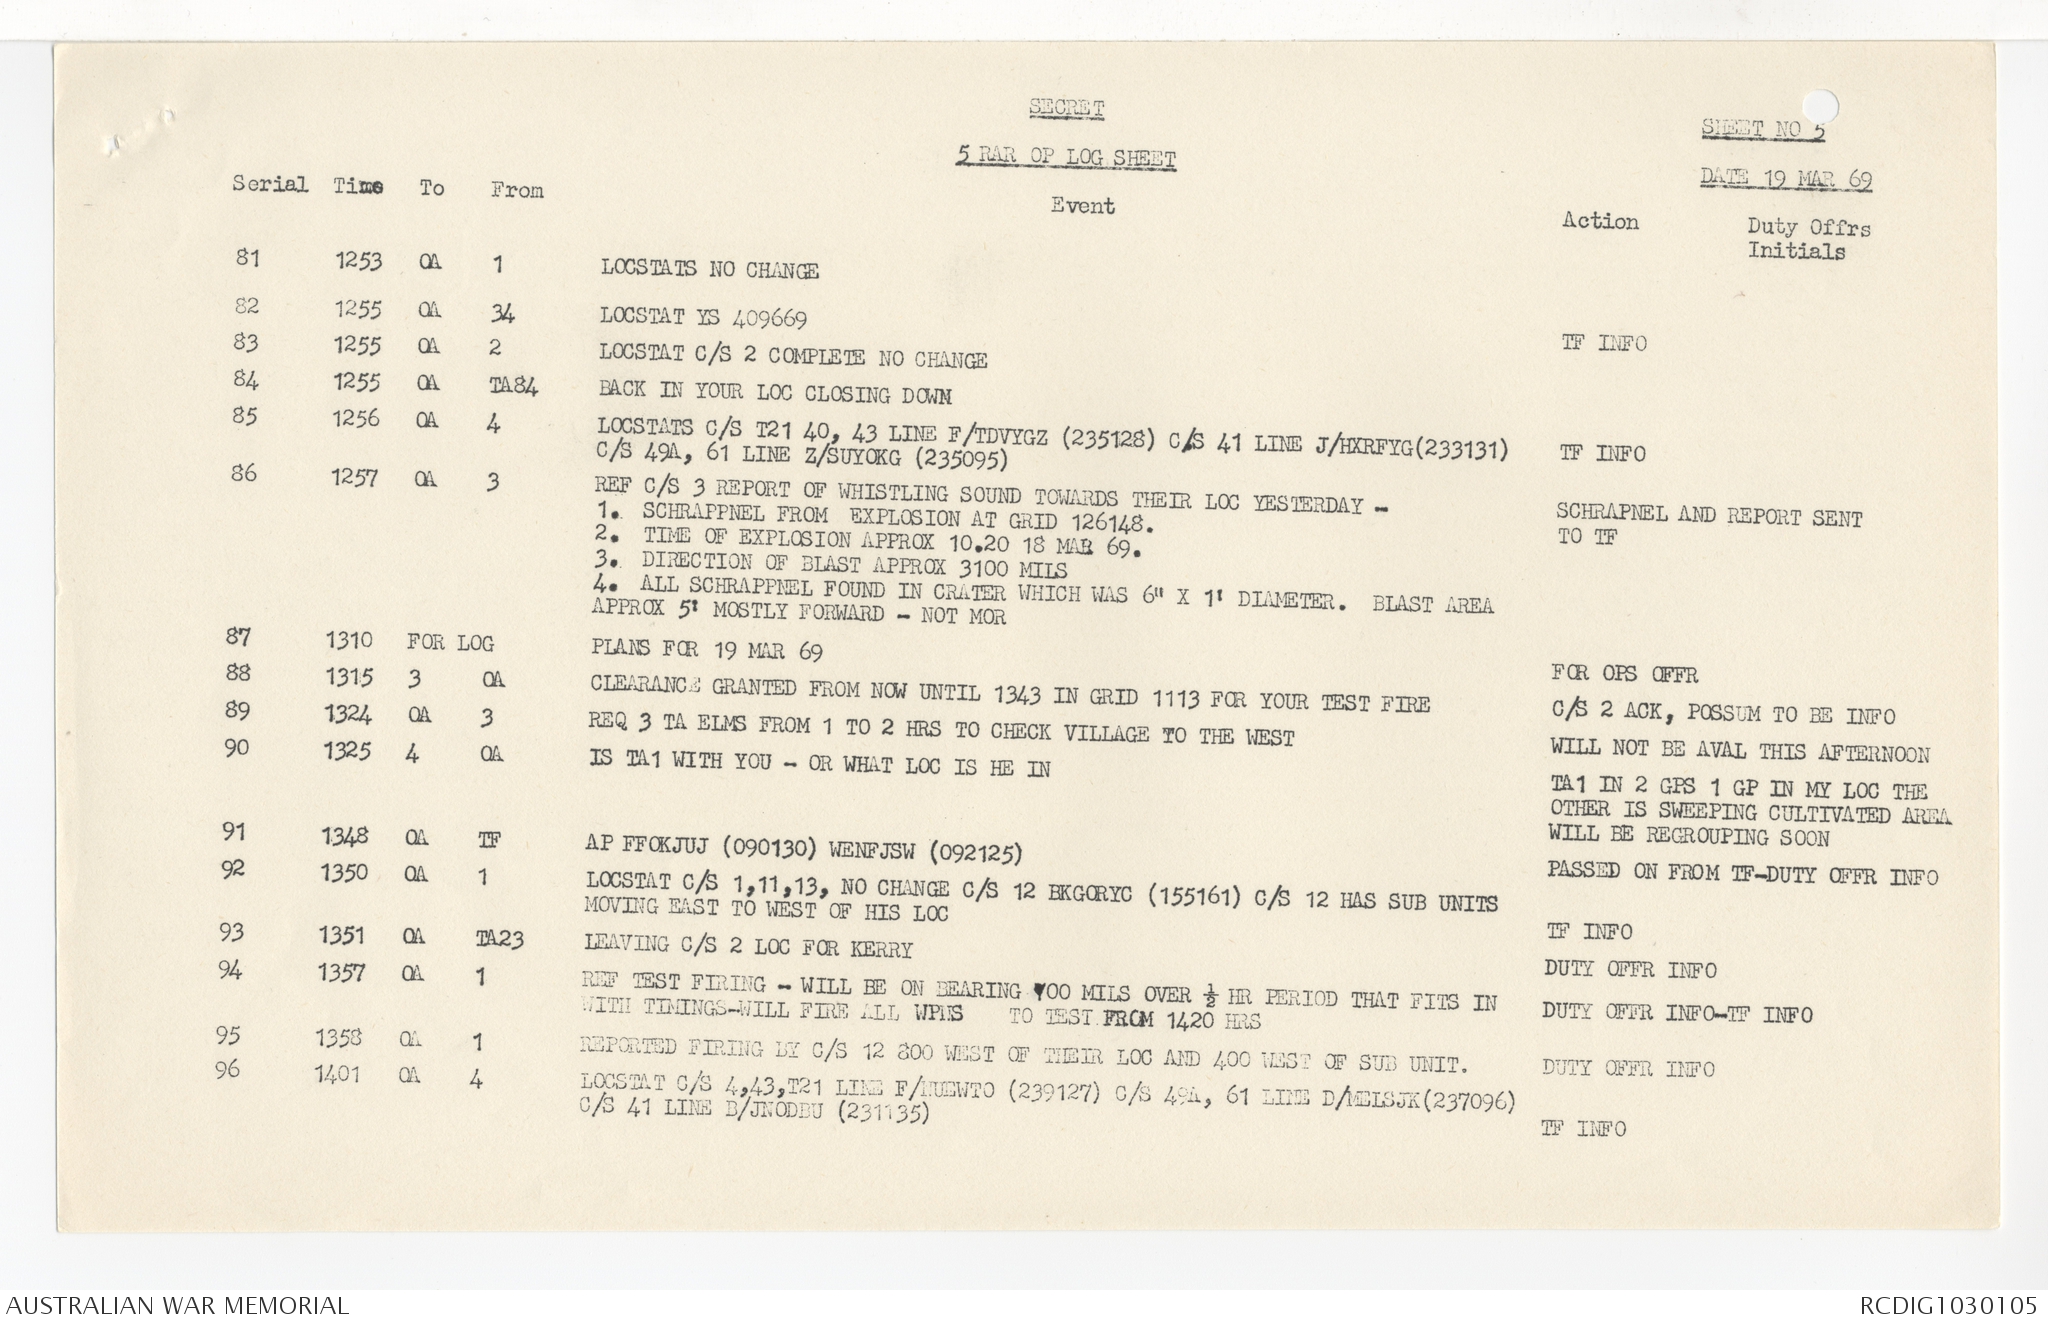 SECRET
SHEET NO 5
5 RAR OP LOG SHEET
DATE 19 MAR 69
Serial Time To From Event Action Duty Offrs
Initials
81 1253 OA 1 LOCSTATS NO CHANGE
82 1255 OA 34 LOCSTAT YS 409669 TF INFO
83 1255 OA 2 LOCSTAT C/S 2 COMPLETE NO CHANGE
84 1255 OA TA84 BACK IN YOUR LOC CLOSING DOWN
85 1256 OA 4 LOCSTATS C/S T21 40, 43 LINE F/TDVYGZ (235128) C/S 41 LINE J/HXRFYG(233131) TF INFO
C/S 49A, 61 LINE Z/SUYOKG (235095)
86 1257 OA 3 REF C/S 3 REPORT OF WHISTLING SOUND TOWARDS THEIR LOC YESTERDAY - SCHRAPNEL AND REPORT SENT
1. SCHRAPPNEL FROM EXPLOSION AT GRID 126148. TO TF
2. TIME OF EXPLOSION APPROX 10.20 18 MAR 69.
3. DIRECTION OF BLAST APPROX 3100 MILS
4. ALL SCHRAPPNEL FOUND IN CRATER WHICH WAS 6" X 1' DIAMETER. BLAST AREA
APPROX 5' MOSTLY FORWARD - NOT MOR
87 1310 FOR LOG PLANS FOR 19 MAR 69 FOR OPS OFFR
88 1315 3 OA CLEARANCE GRANTED FROM NOW UNTIL 1343 IN GRID 1113 FOR YOUR TEST FIRE C/S 2 ACK, POSSUM TO BE INFO
89 1324 OA 3 REQ 3 TA ELMS FROM 1 TO 2 HRS TO CHECK VILLAGE TO THE WEST WILL NOT BE AVAL THIS AFTERNOON
90 1325 4 OA IS TA1 WITH YOU - OR WHAT LOC IS HE IN TA1 IN 2 GPS 1 GP IN MY LOC THE
OTHER IS SWEEPING CULTIVATED AREA
WILL BE REGROUPING SOON
91 1348 OA TF AP FFOKJUJ (090130) WENFJSW (092125) PASSED ON FROM TF-DUTY OFFR INFO
92 1350 OA 1 LOCSTAT C/S 1,11,13, NO CHANGE C/S 12 BKGORYC (155161) C/S 12 HAS SUB UNITS TF INFO
MOVING EAST TO WEST OF HIS LOC
93 1351 OA TA23 LEAVING C/S 2 LOC FOR KERRY DUTY OFFR INFO
94 1357 OA 1 REF TEST FIRING - WILL BE ON BEARING 700 MILS OVER ½ HR PERIOD THAT FITS IN DUTY OFFR INFO-TF INFO
WITH TIMINGS-WILL FIRE ALL WPNS TO TEST FROM 1420 HRS
95 1358 OA 1 REPORTED FIRING BY C/S 12 800 WEST OF THEIR LOC AND 400 WEST OF SUB UNIT. DUTY OFFR INFO
96 1401 OA 4 LOCSTAT C/S 4,43,T21 LINE F/HUEWTO (239127) C/S 49A, 61 LINE D/MELSJK(237096) TF INFO
C/S 41 LINE B/JNODBU (231135)
AUSTRALIAN WAR MEMORIAL
RCDIG1030105